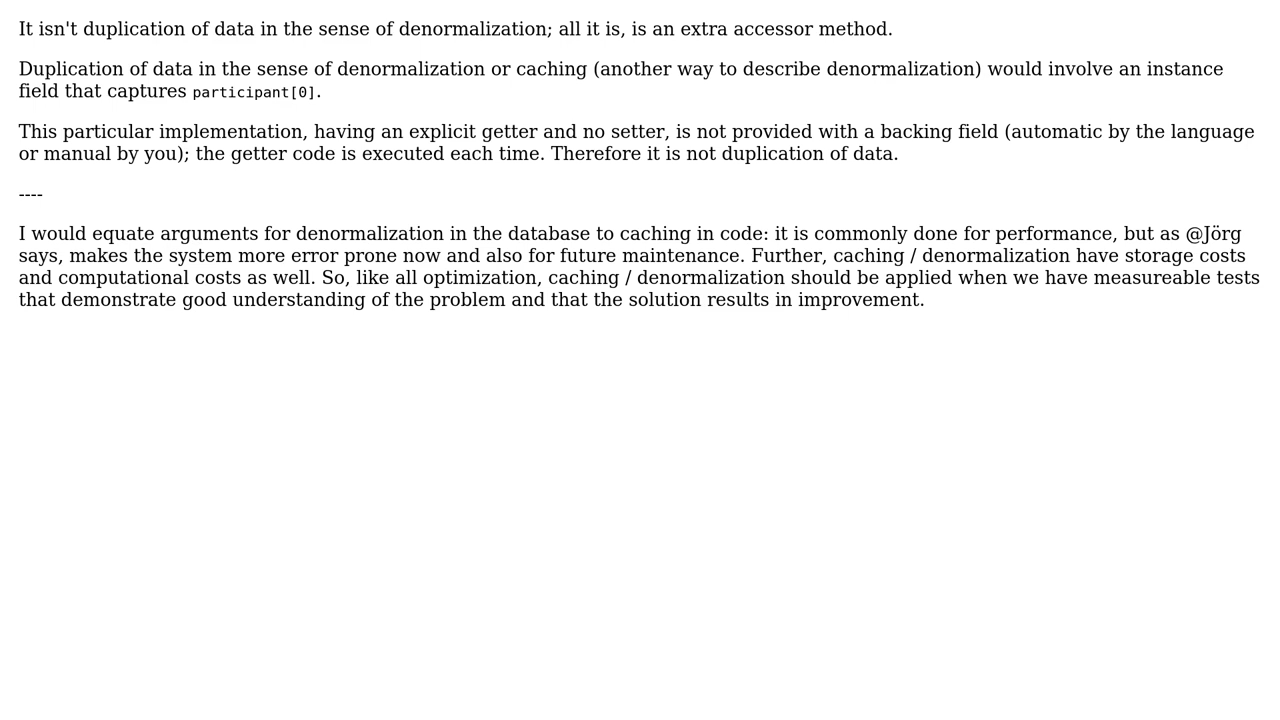 It isn't duplication of data in the sense of denormalization; all it is, is an extra accessor method.
Duplication of data in the sense of denormalization or caching (another way to describe denormalization) would involve an instance
field that captures participant[0].
This particular implementation, having an explicit getter and no setter, is not provided with a backing field (automatic by the language
or manual by you); the getter code is executed each time. Therefore it is not duplication of data.
----
I would equate arguments for denormalization in the database to caching in code: it is commonly done for performance, but as @Jörg
says, makes the system more error prone now and also for future maintenance. Further, caching / denormalization have storage costs
and computational costs as well. So, like all optimization, caching / denormalization should be applied when we have measureable tests
that demonstrate good understanding of the problem and that the solution results in improvement.